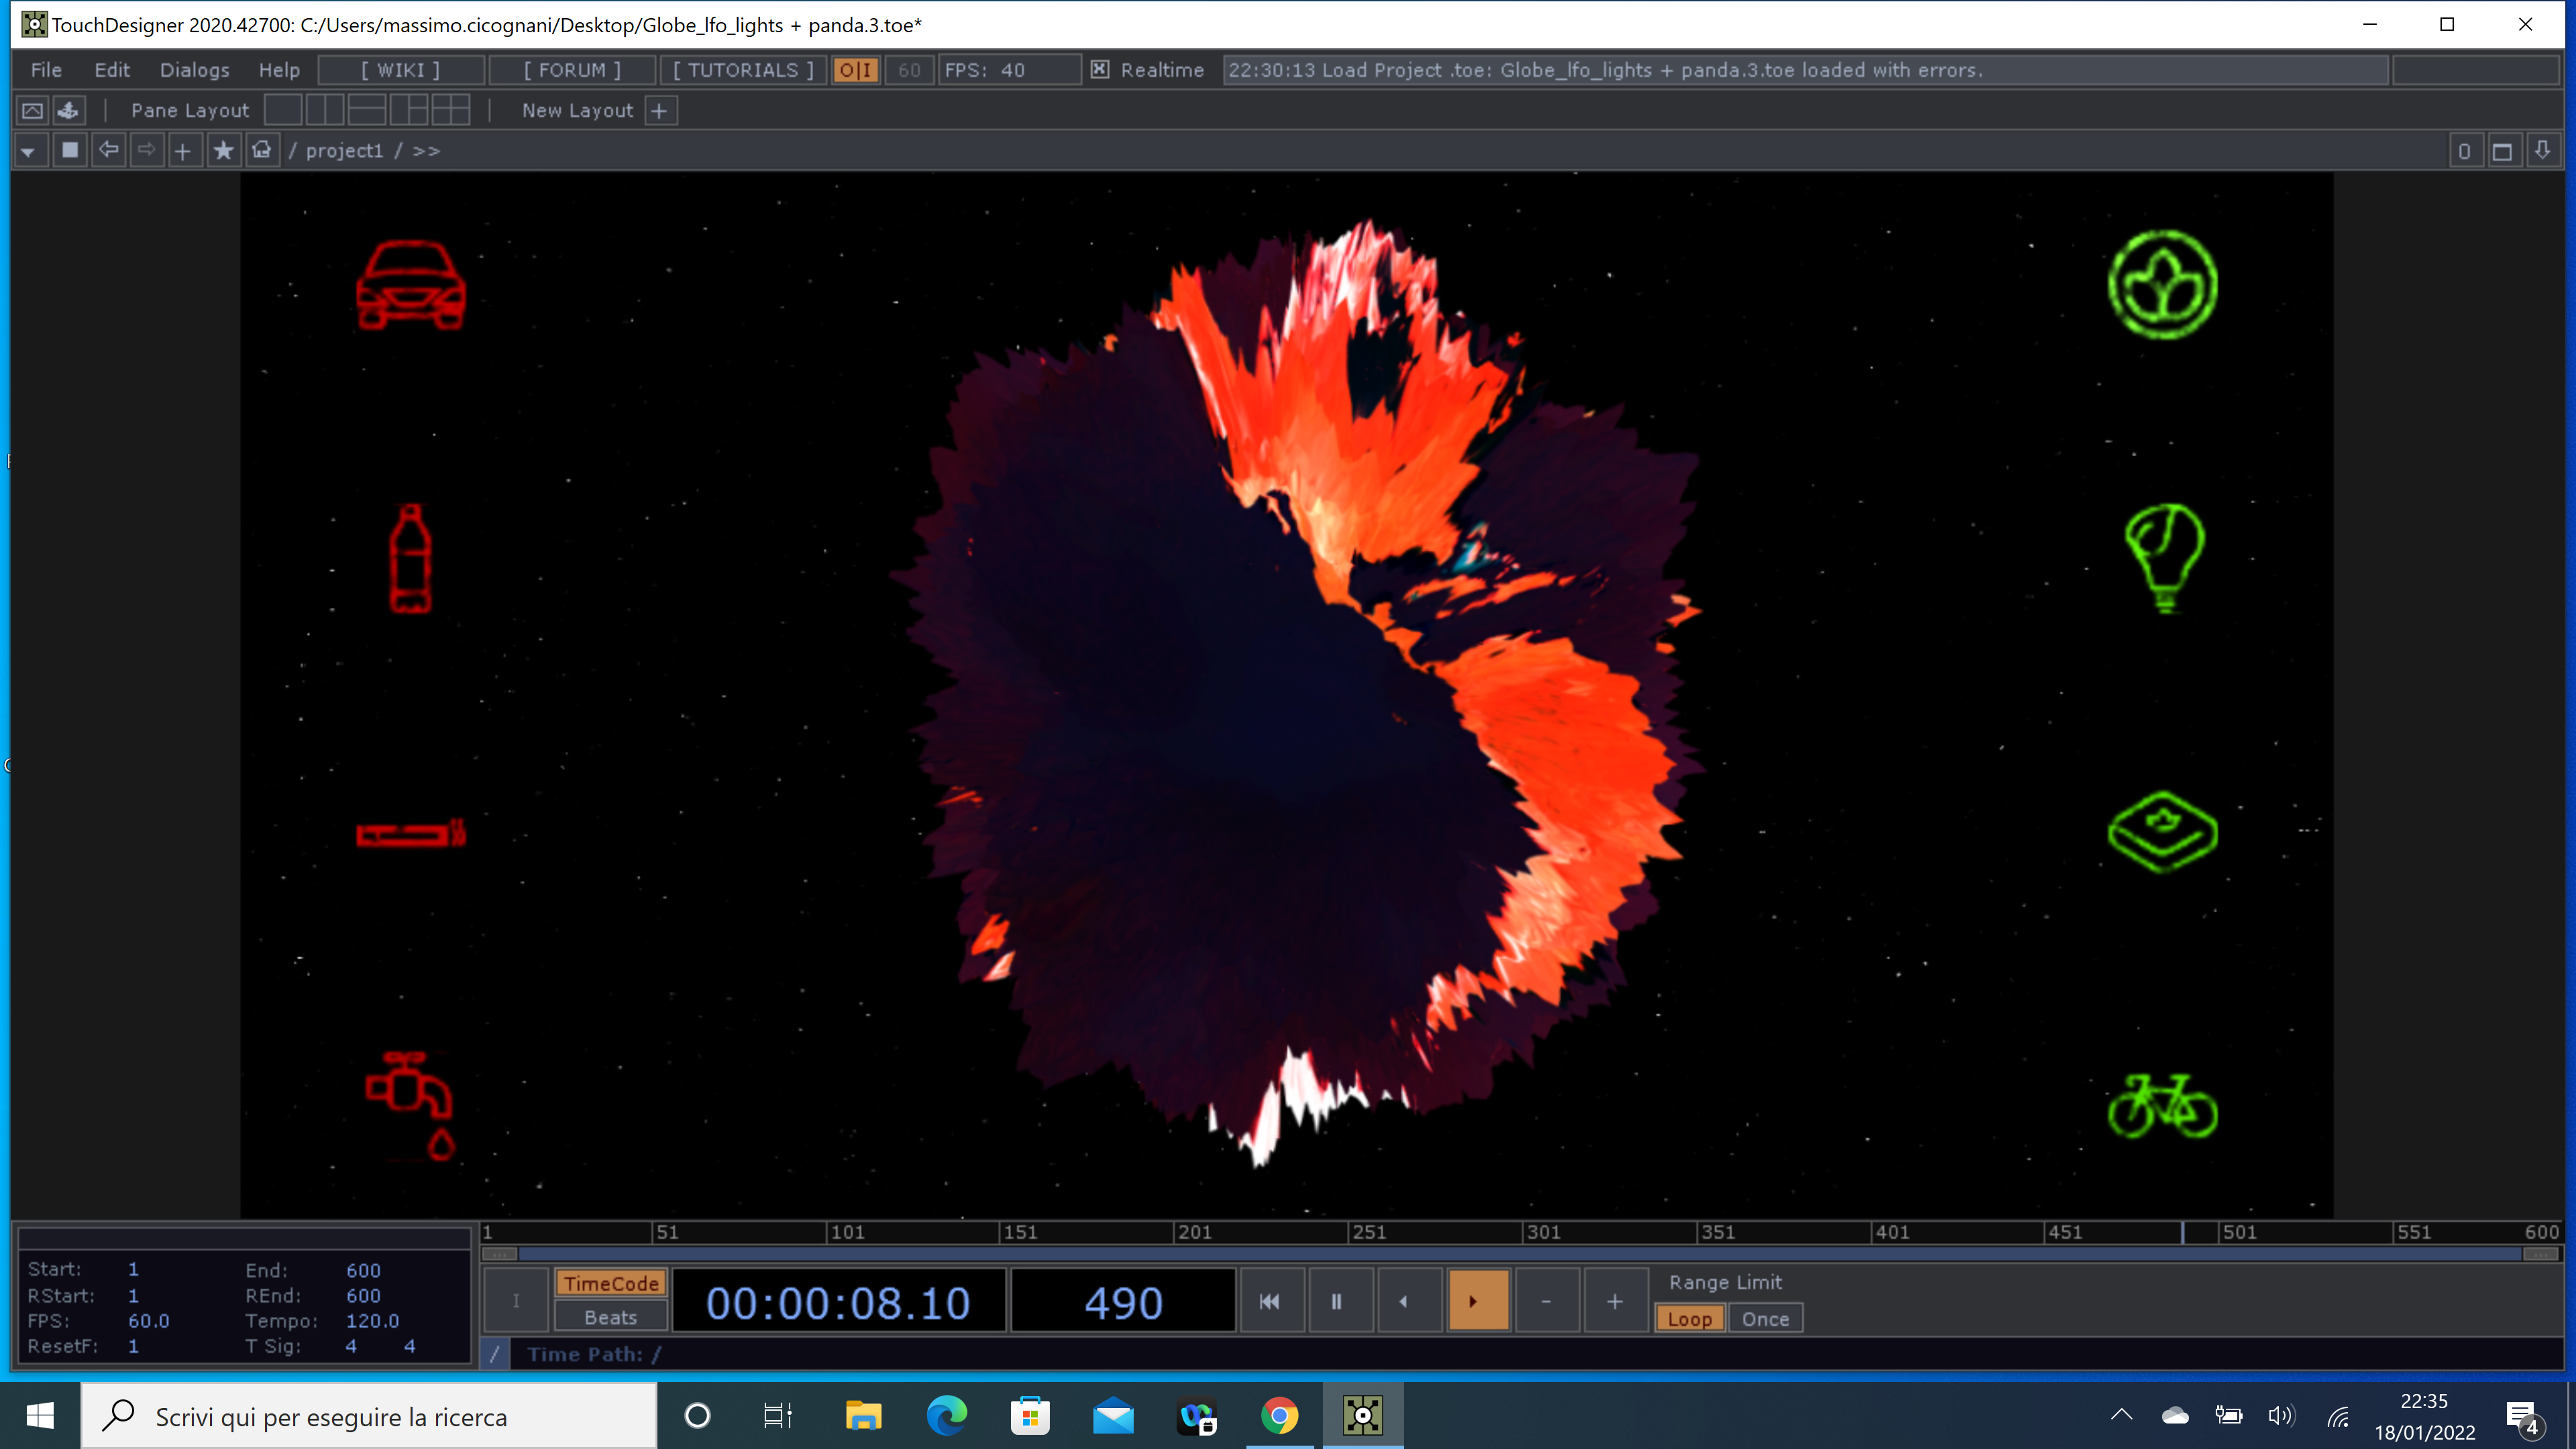 TouchDesigner 2020.42700: C:/Users/massimo.cicognani/Desktop/Globe_lfo_lights + panda.3.toe*
File Edit Dialogs Help [ WIKI ] [ FORUM ] [ TUTORIALS ] O|I 60 FPS: 40 Realtime 22:30:13 Load Project .toe: Globe_lfo_lights + panda.3.toe loaded with errors.
Pane Layout New Layout +
/ project1 / >> 0
1 51 101 151 201 251 301 351 401 451 501 551 600
Start: 1 End: 600
RStart: 1 REnd: 600
FPS: 60.0 Tempo: 120.0
ResetF: 1 T Sig: 4 4
I TimeCode 00:00:08.10 490 - + Range Limit
Beats Loop Once
/ Time Path: /
Scrivi qui per eseguire la ricerca
22:35
18/01/2022
4